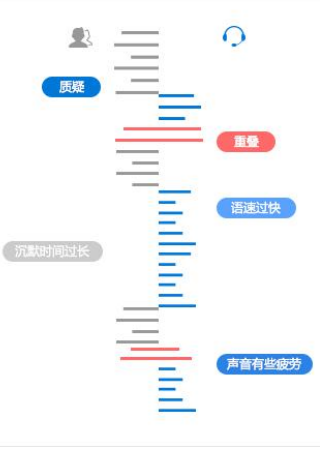 质疑
重叠
语速过快
沉默时间过长
声音有些疲劳